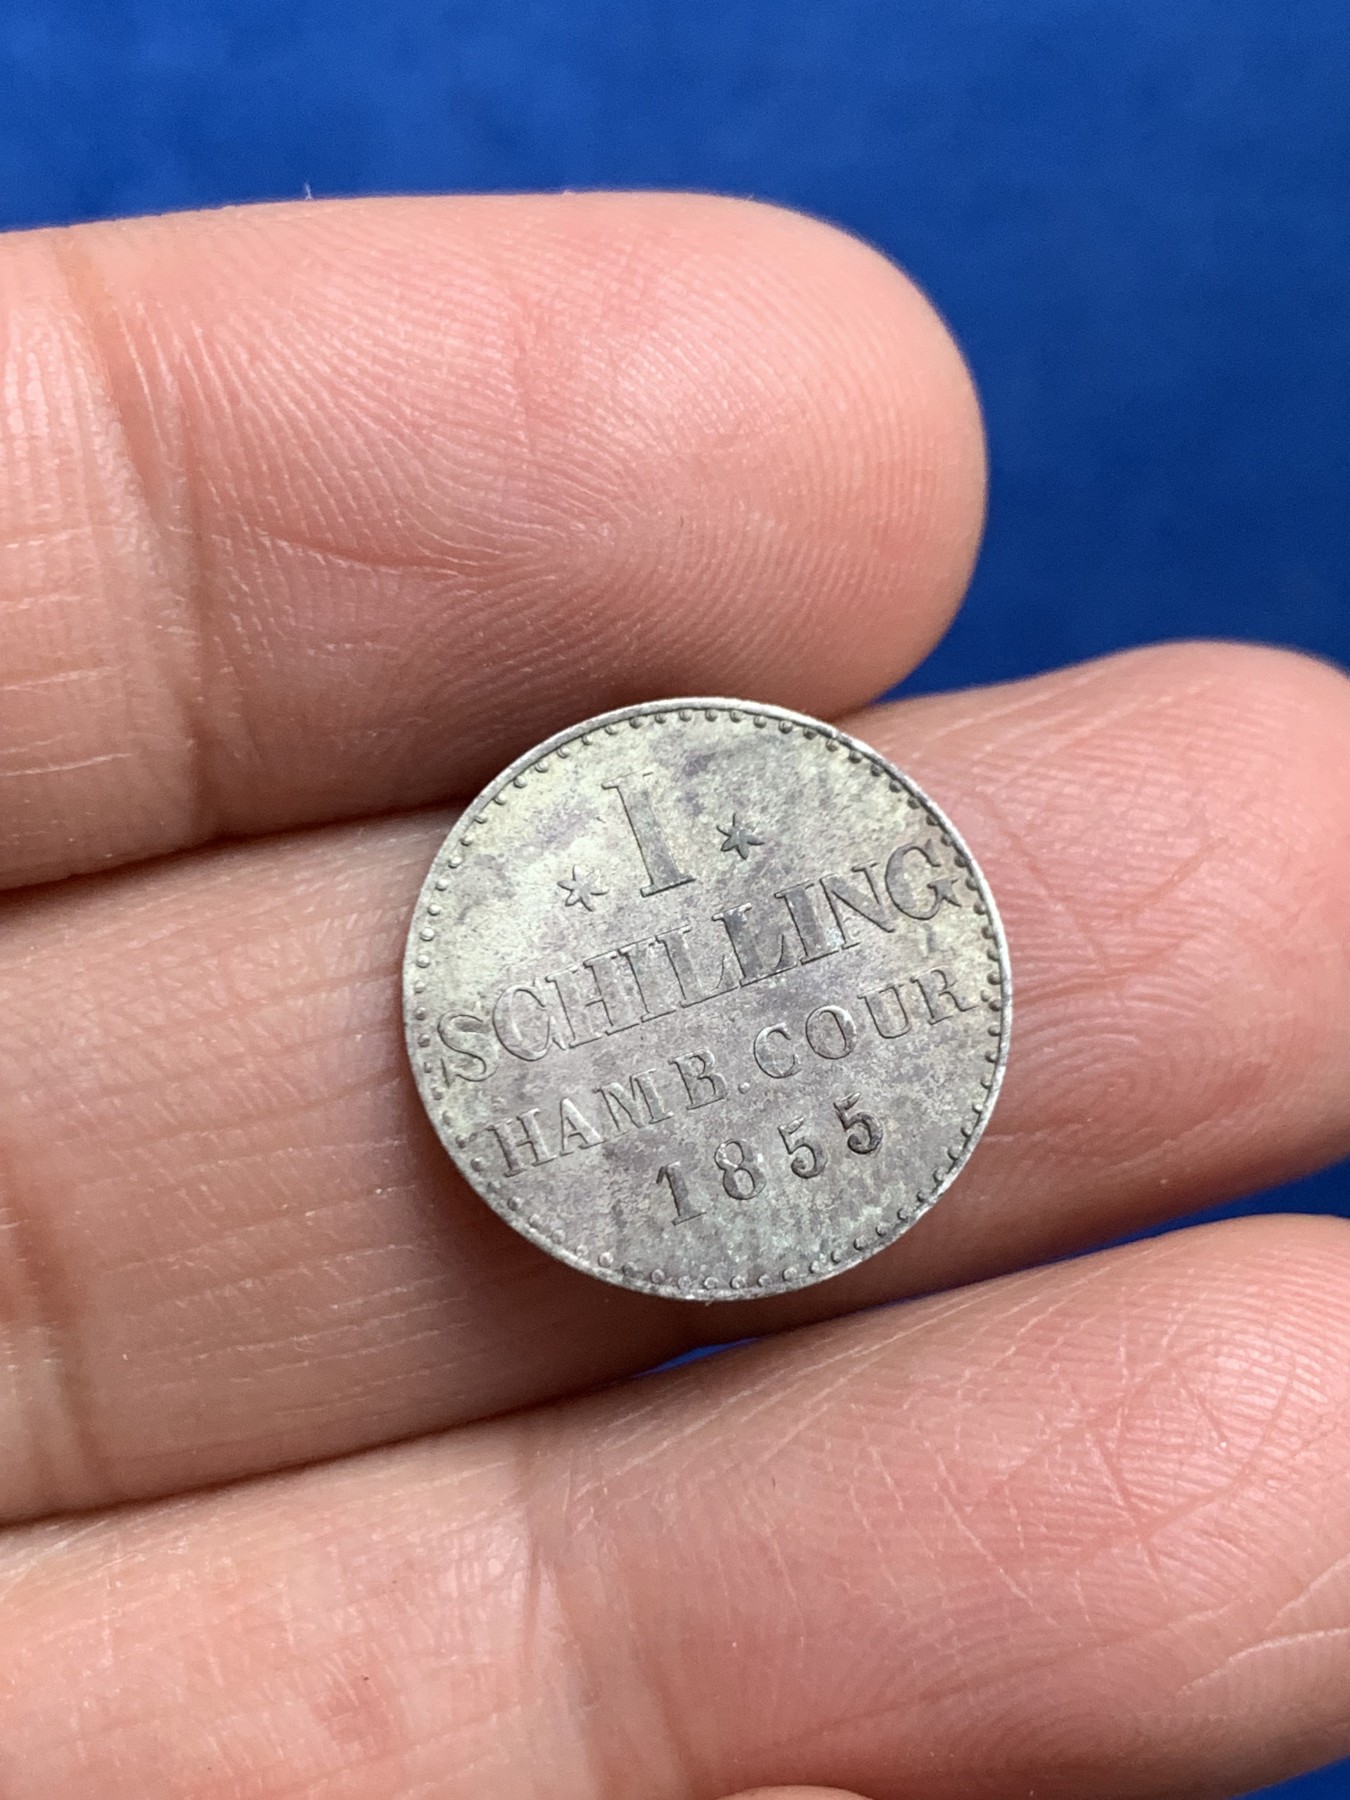 * I *
SCHILLING
HAMB.COUR.
1855